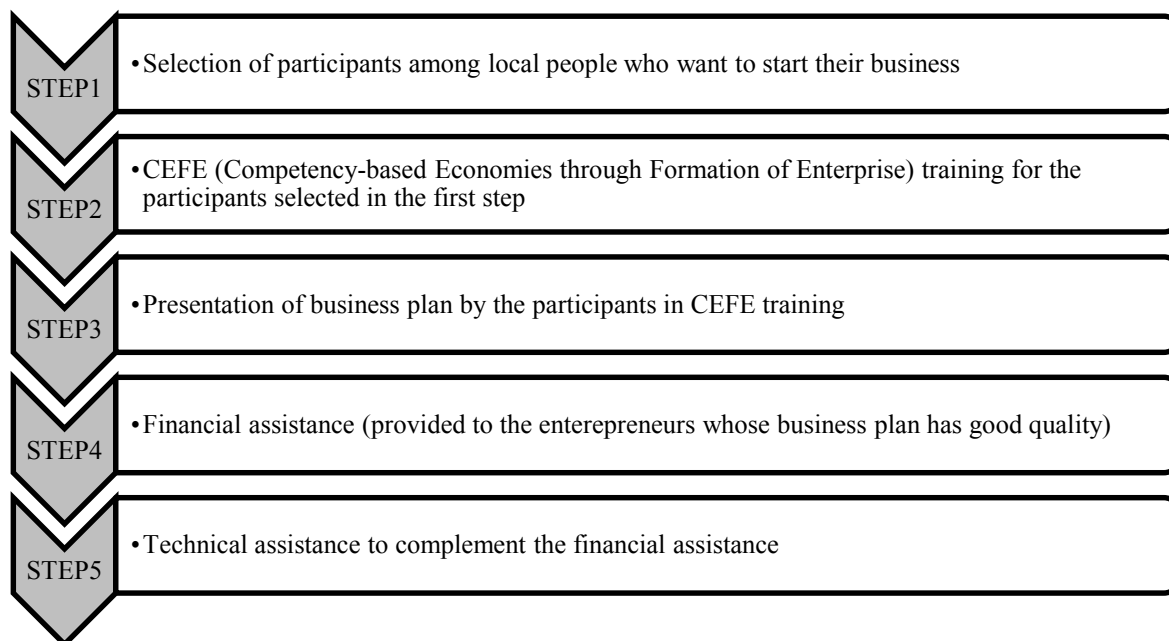 STEP1
•Selection of participants among local people who want to start their business
STEP2
•CEFE (Competency-based Economies through Formation of Enterprise) training for the
participants selected in the first step
STEP3
•Presentation of business plan by the participants in CEFE training
STEP4
•Financial assistance (provided to the enterepreneurs whose business plan has good quality)
STEP5
•Technical assistance to complement the financial assistance